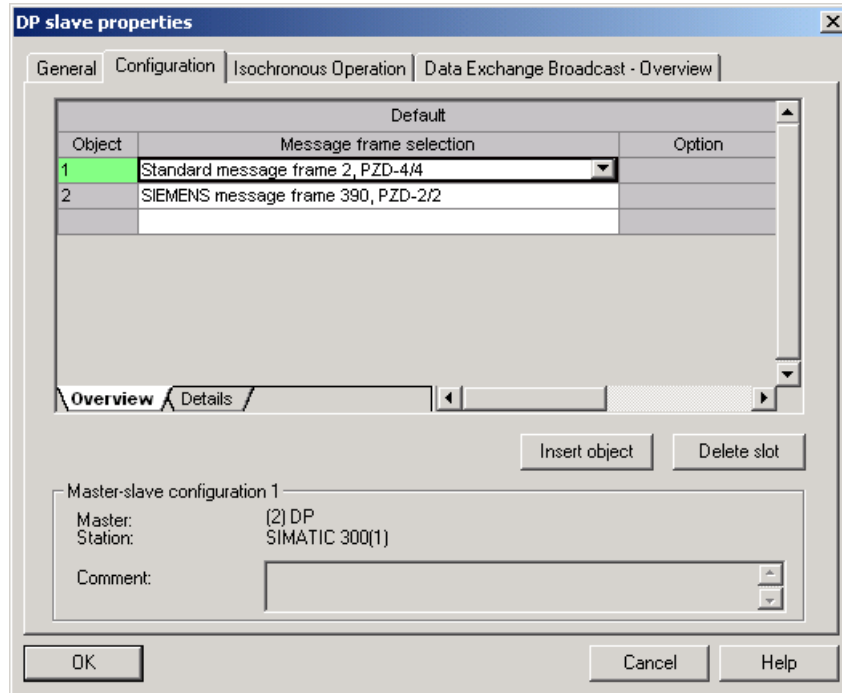 DP slave properties
General Configuration Isochronous Operation Data Exchange Broadcast - Overview
Default
Object Message frame selection Option
1 Standard message frame 2, PZD-4/4
2 SIEMENS message frame 390, PZD-2/2
Overview Details
Insert object Delete slot
Master-slave configuration 1
Master: (2) DP
Station: SIMATIC 300(1)
Comment:
OK Cancel Help